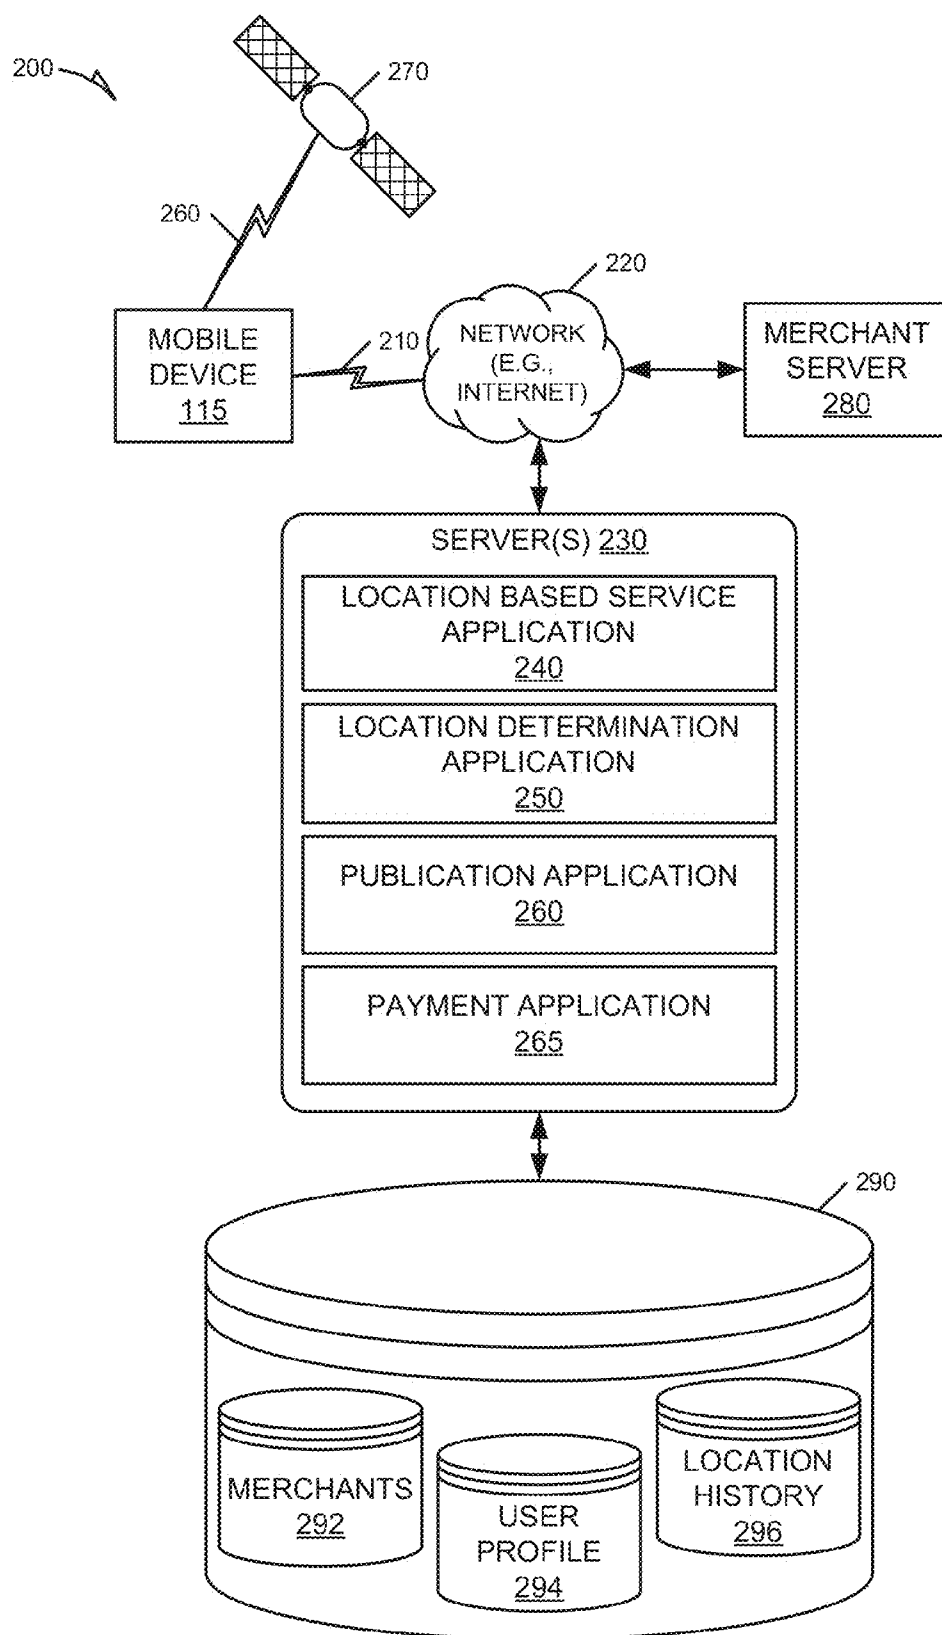 200
270
260
220
MOBILE
DEVICE
115
210
NETWORK
(E.G.,
INTERNET)
MERCHANT
SERVER
280
SERVER(S) 230
LOCATION BASED SERVICE
APPLICATION
240
LOCATION DETERMINATION
APPLICATION
250
PUBLICATION APPLICATION
260
PAYMENT APPLICATION
265
290
MERCHANTS
292
USER
PROFILE
294
LOCATION
HISTORY
296